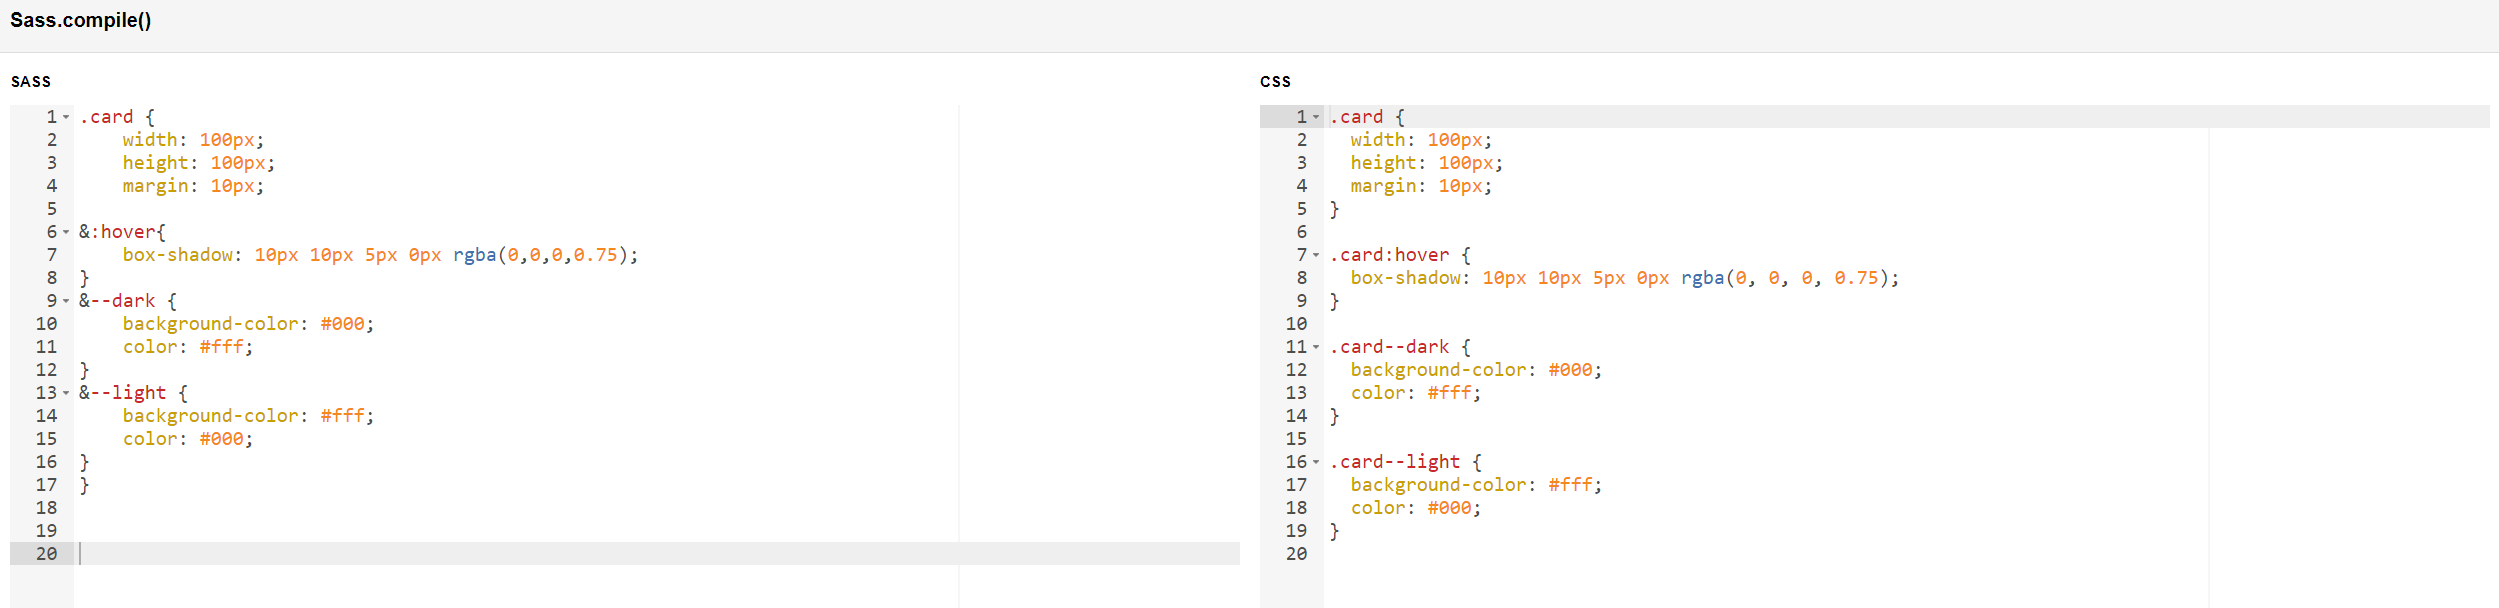 Sass.compile()
SASS
1 .card {
2     width: 100px;
3     height: 100px;
4     margin: 10px;
5
6 &:hover{
7     box-shadow: 10px 10px 5px 0px rgba(0,0,0,0.75);
8 }
9 &--dark {
10     background-color: #000;
11     color: #fff;
12 }
13 &--light {
14     background-color: #fff;
15     color: #000;
16 }
17 }
18
19
20
CSS
1 .card {
2   width: 100px;
3   height: 100px;
4   margin: 10px;
5 }
6
7 .card:hover {
8   box-shadow: 10px 10px 5px 0px rgba(0, 0, 0, 0.75);
9 }
10
11 .card--dark {
12   background-color: #000;
13   color: #fff;
14 }
15
16 .card--light {
17   background-color: #fff;
18   color: #000;
19 }
20